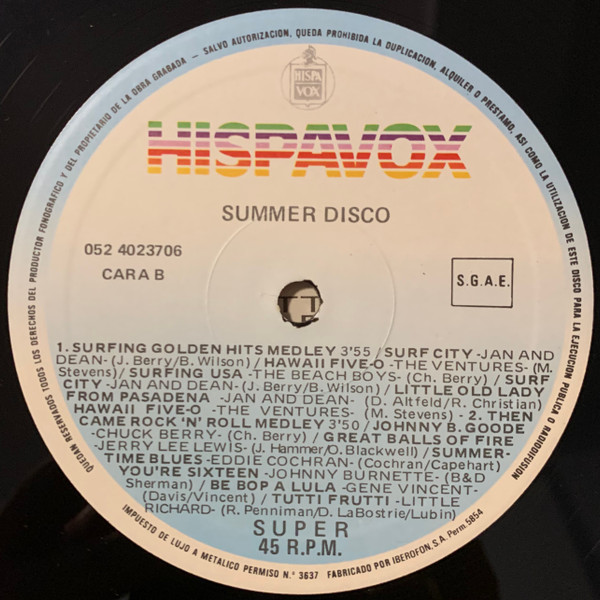 QUEDAN RESERVADOS TODOS LOS DERECHOS DEL PRODUCTOR FONOGRAFICO Y DEL PROPIETARIO DE LA OBRA GRABADA - SALVO AUTORIZACION, QUEDA PROHIBIDA LA DUPLICACION, ALQUILER O PRESTAMO, ASI COMO LA UTILIZACION DE ESTE DISCO PARA LA EJECUCION PUBLICA O RADIODIFUSION
HISPA
VOX
HISPAVOX
SUMMER DISCO
052 4023706
CARA B
S.G.A.E.
1. SURFING GOLDEN HITS MEDLEY 3'55 / SURF CITY -JAN AND
DEAN- (J. Berry/B. Wilson) / HAWAII FIVE-O -THE VENTURES- (M.
Stevens) / SURFING USA -THE BEACH BOYS- (Ch. Berry) / SURF
CITY -JAN AND DEAN- (J. Berry/B. Wilson) / LITTLE OLD LADY
FROM PASADENA -JAN AND DEAN- (D. Altfeld/R. Christian)
HAWAII FIVE-O -THE VENTURES- (M. Stevens) - 2. THEN
CAME ROCK 'N' ROLL MEDLEY 3'50 / JOHNNY B. GOODE
-CHUCK BERRY- (Ch. Berry) / GREAT BALLS OF FIRE
-JERRY LEE LEWIS- (J. Hammer/O. Blackwell) / SUMMER-
TIME BLUES -EDDIE COCHRAN- (Cochran/Capehart)
YOU'RE SIXTEEN -JOHNNY BURNETTE- (B&D
Sherman) / BE BOP A LULA -GENE VINCENT-
(Davis/Vincent) / TUTTI FRUTTI -LITTLE
RICHARD- (R. Penniman/D. LaBostrie/Lubin)
SUPER
45 R.P.M.
IMPUESTO DE LUJO A METALICO PERMISO N.° 3637 FABRICADO POR IBEROFON, S.A. Perm. 5854